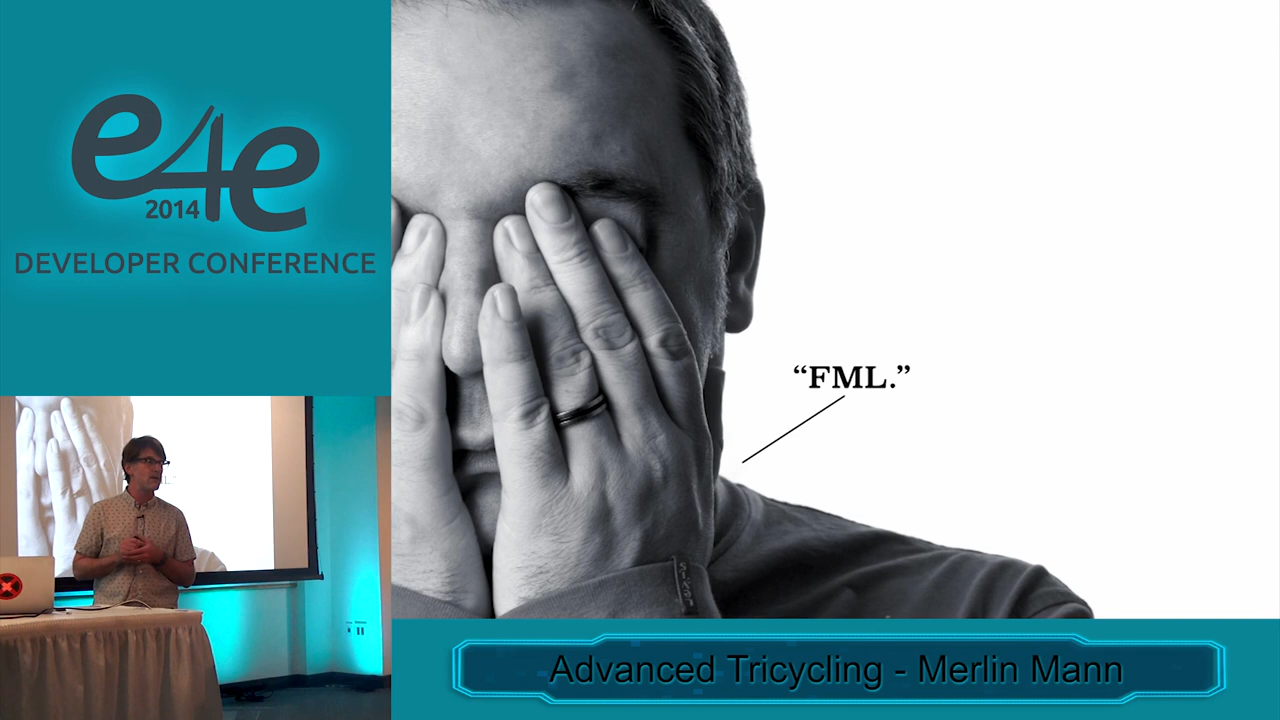 e4e
2014
DEVELOPER CONFERENCE
“FML.”
Advanced Tricycling - Merlin Mann